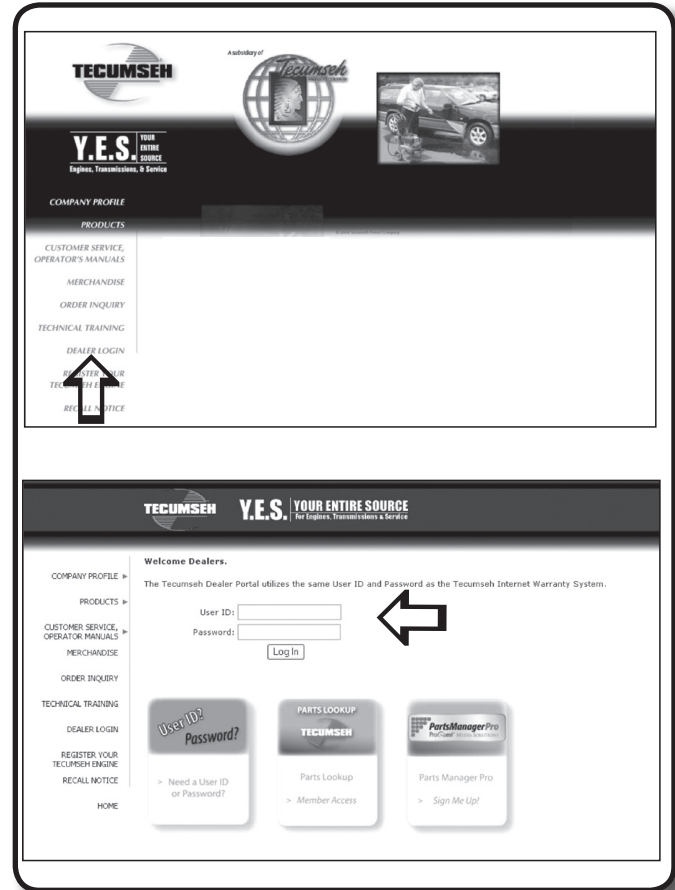 TECUMSEH
A subsidiary of
Tecumseh
Y.E.S. YOUR ENTIRE SOURCE
Engines, Transmissions, & Service
COMPANY PROFILE
PRODUCTS
CUSTOMER SERVICE,
OPERATOR'S MANUALS
MERCHANDISE
ORDER INQUIRY
TECHNICAL TRAINING
DEALER LOGIN
REGISTER YOUR
TECUMSEH ENGINE
RECALL NOTICE
TECUMSEH Y.E.S. YOUR ENTIRE SOURCE
For Engines, Transmissions & Service
Welcome Dealers.
The Tecumseh Dealer Portal utilizes the same User ID and Password as the Tecumseh Internet Warranty System.
User ID:
Password:
Log In
COMPANY PROFILE
PRODUCTS
CUSTOMER SERVICE,
OPERATOR MANUALS
MERCHANDISE
ORDER INQUIRY
TECHNICAL TRAINING
DEALER LOGIN
REGISTER YOUR
TECUMSEH ENGINE
RECALL NOTICE
HOME
User ID?
Password?
> Need a User ID
or Password?
PARTS LOOKUP
TECUMSEH
Parts Lookup
> Member Access
PartsManagerPro
Parts Manager Pro
> Sign Me Up!